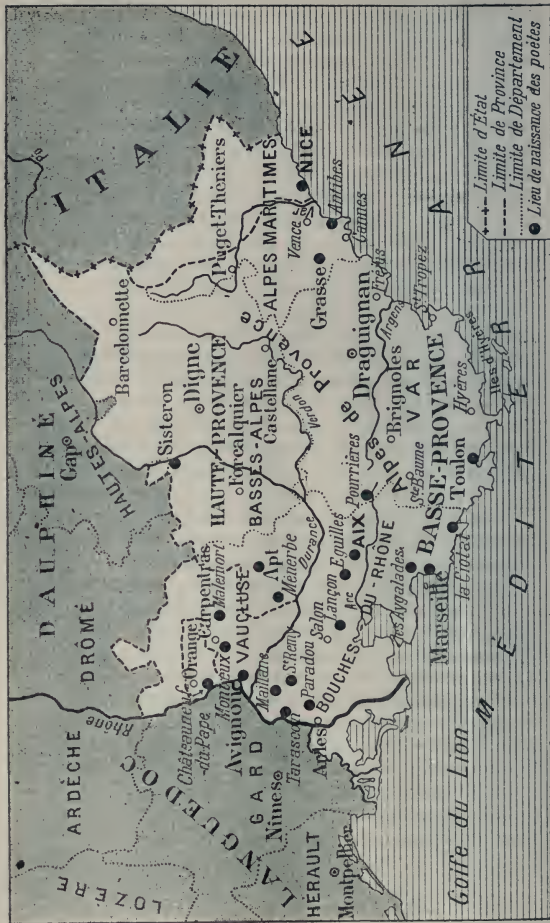 ITALIE
DAUPHINÉ
HAUTES-ALPES
Gap
DRÔME
ARDÈCHE
LOZÈRE
LANGUEDOC
GARD
HÉRAULT
Rhône
Barcelonnette
Puget-Théniers
Sisteron
Digne
HAUTE-PROVENCE
Forcalquier
BASSES-ALPES
Castellane
ALPES MARITIMES
NICE
Vence
Antibes
Cannes
Grasse
Verdon
Alpes de Provence
Draguignan
Fréjus
Argens
St Tropez
Orange
Châteauneuf
-du-Pape
Carpentras
Malemort
Monteux
VAUCLUSE
Avignon
Apt
Ménerbe
Durance
Maillane
St Remy
Paradou
Tarascon
Arles
Nîmes
Montpellier
Salon
Lançon
Eguilles
Arc
AIX
Pourrières
BOUCHES-DU-RHÔNE
les Aygalades
Marseille
BASSE-PROVENCE
VAR
Brignoles
Ste Baume
la Ciotat
Toulon
Hyères
Iles d'Hyères
Golfe du Lion
MÉDITERRANÉE
Limite d'État
Limite de Province
Limite de Département
Lieu de naissance des poètes